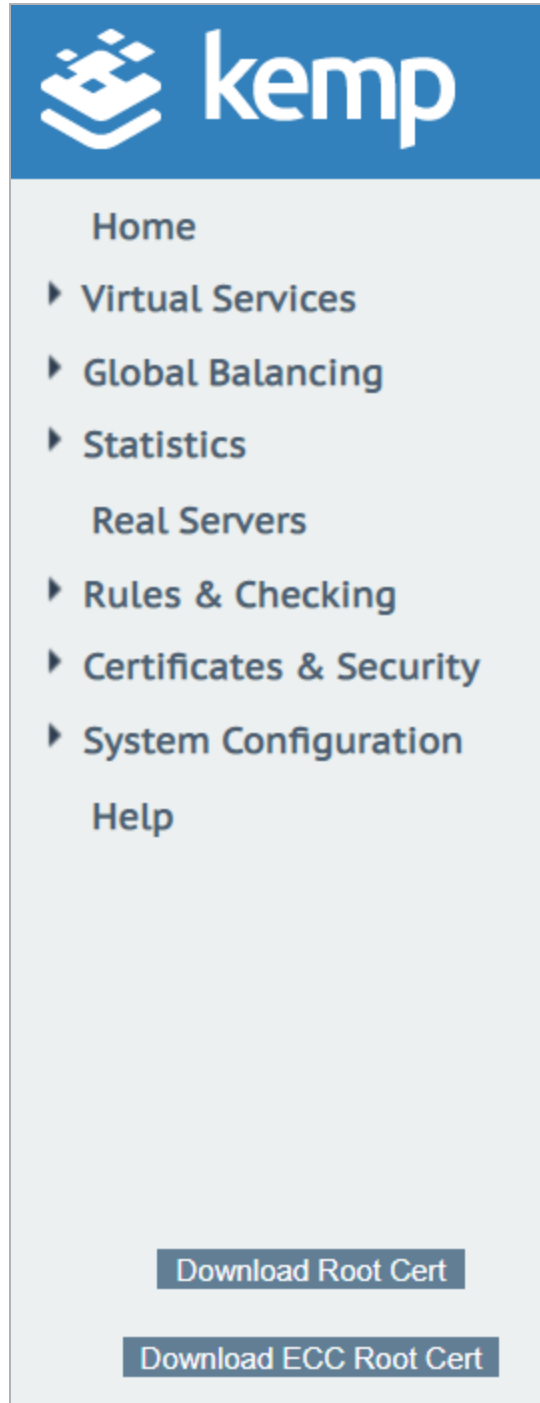 kemp
Home
Virtual Services
Global Balancing
Statistics
Real Servers
Rules & Checking
Certificates & Security
System Configuration
Help
Download Root Cert
Download ECC Root Cert